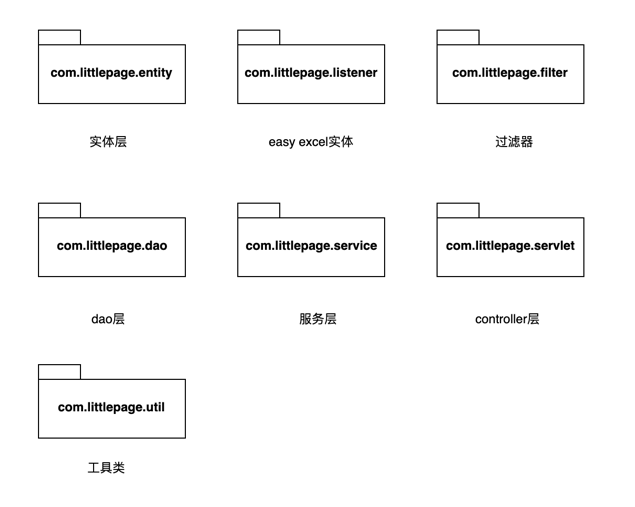 com.littlepage.entity
com.littlepage.listener
com.littlepage.filter
实体层
easy excel实体
过滤器
com.littlepage.dao
com.littlepage.service
com.littlepage.servlet
dao层
服务层
controller层
com.littlepage.util
工具类